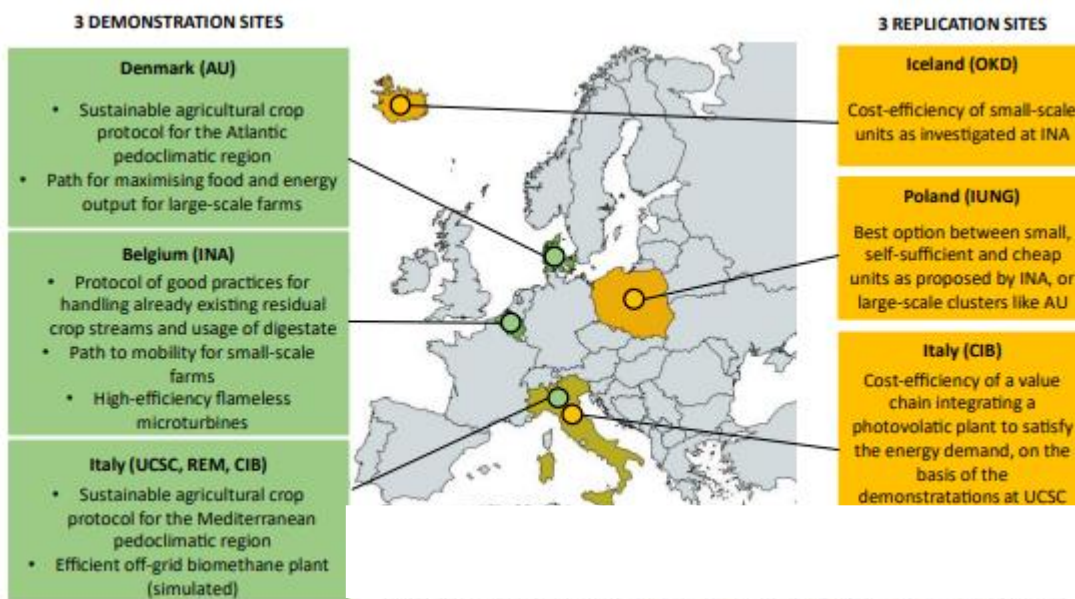 3 DEMONSTRATION SITES
Denmark (AU)
• Sustainable agricultural crop
protocol for the Atlantic
pedoclimatic region
• Path for maximising food and energy
output for large-scale farms
Belgium (INA)
• Protocol of good practices for
handling already existing residual
crop streams and usage of digestate
• Path to mobility for small-scale
farms
• High-efficiency flameless
microturbines
Italy (UCSC, REM, CIB)
• Sustainable agricultural crop
protocol for the Mediterranean
pedoclimatic region
• Efficient off-grid biomethane plant
(simulated)
3 REPLICATION SITES
Iceland (OKD)
Cost-efficiency of small-scale
units as investigated at INA
Poland (IUNG)
Best option between small,
self-sufficient and cheap
units as proposed by INA, or
large-scale clusters like AU
Italy (CIB)
Cost-efficiency of a value
chain integrating a
photovolatic plant to satisfy
the energy demand, on the
basis of the
demonstratations at UCSC